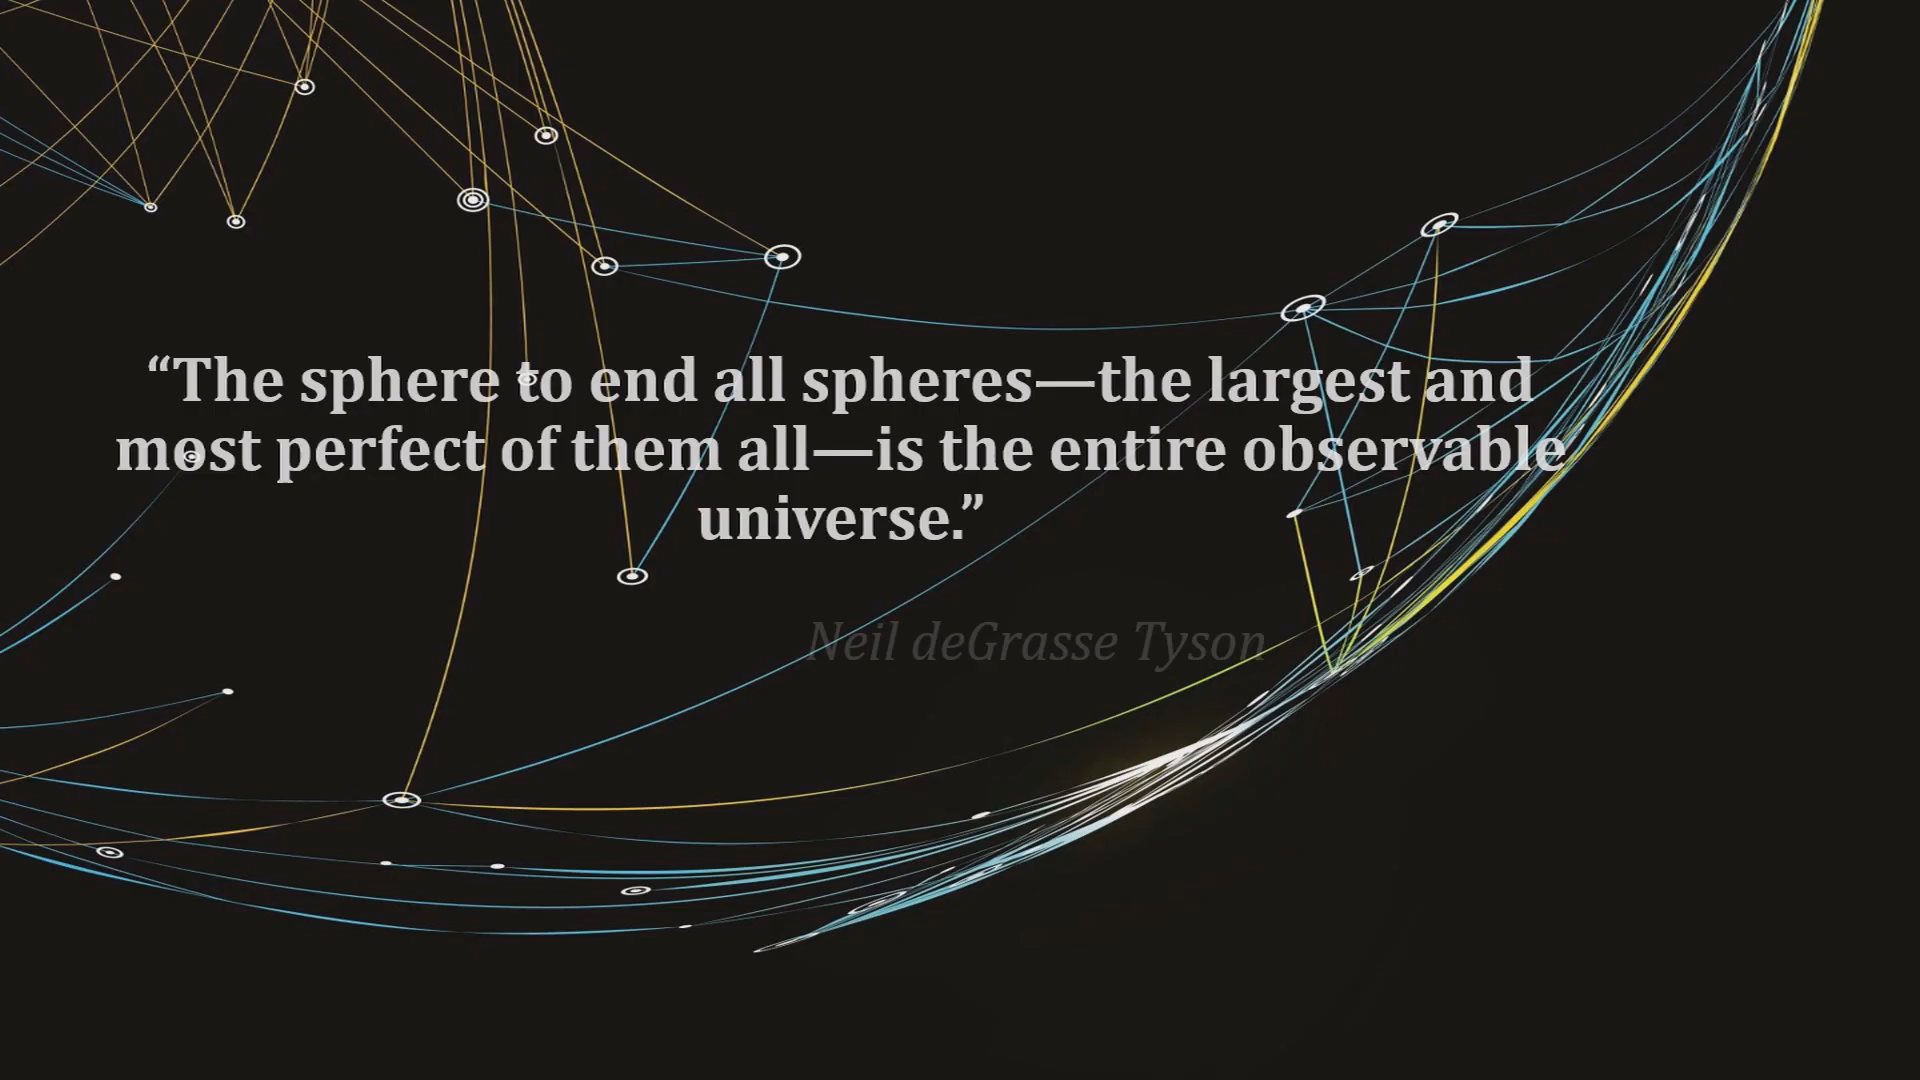 “The sphere to end all spheres—the largest and
most perfect of them all—is the entire observable
universe.”
Neil deGrasse Tyson